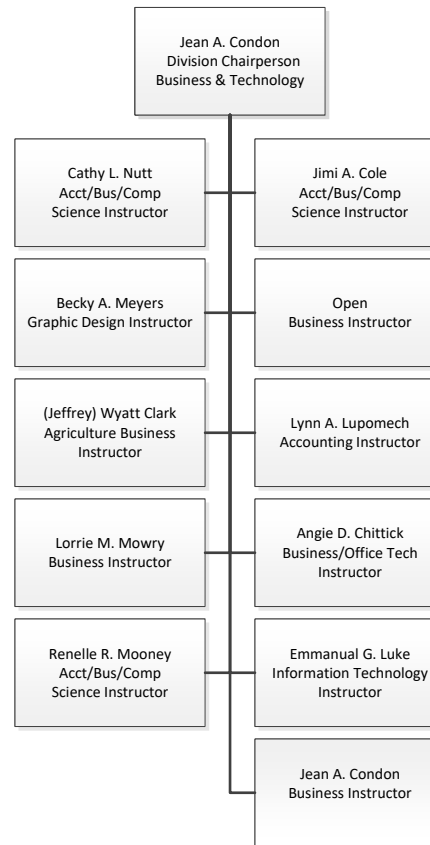 Jean A. Condon
Division Chairperson
Business & Technology
Cathy L. Nutt
Acct/Bus/Comp
Science Instructor
Jimi A. Cole
Acct/Bus/Comp
Science Instructor
Becky A. Meyers
Graphic Design Instructor
Open
Business Instructor
(Jeffrey) Wyatt Clark
Agriculture Business
Instructor
Lynn A. Lupomech
Accounting Instructor
Lorrie M. Mowry
Business Instructor
Angie D. Chittick
Business/Office Tech
Instructor
Renelle R. Mooney
Acct/Bus/Comp
Science Instructor
Emmanual G. Luke
Information Technology
Instructor
Jean A. Condon
Business Instructor